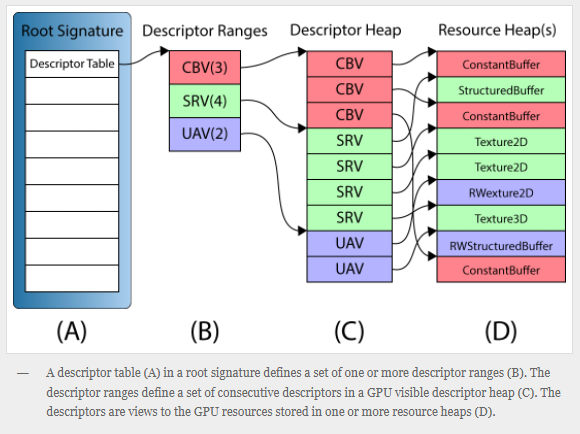 Root Signature
Descriptor Ranges
Descriptor Heap
Resource Heap(s)
Descriptor Table
CBV(3)
SRV(4)
UAV(2)
CBV
CBV
CBV
SRV
SRV
SRV
SRV
UAV
UAV
ConstantBuffer
StructuredBuffer
ConstantBuffer
Texture2D
Texture2D
RWexture2D
Texture3D
RWStructuredBuffer
ConstantBuffer
(A)
(B)
(C)
(D)
— A descriptor table (A) in a root signature defines a set of one or more descriptor ranges (B). The
descriptor ranges define a set of consecutive descriptors in a GPU visible descriptor heap (C). The
descriptors are views to the GPU resources stored in one or more resource heaps (D).